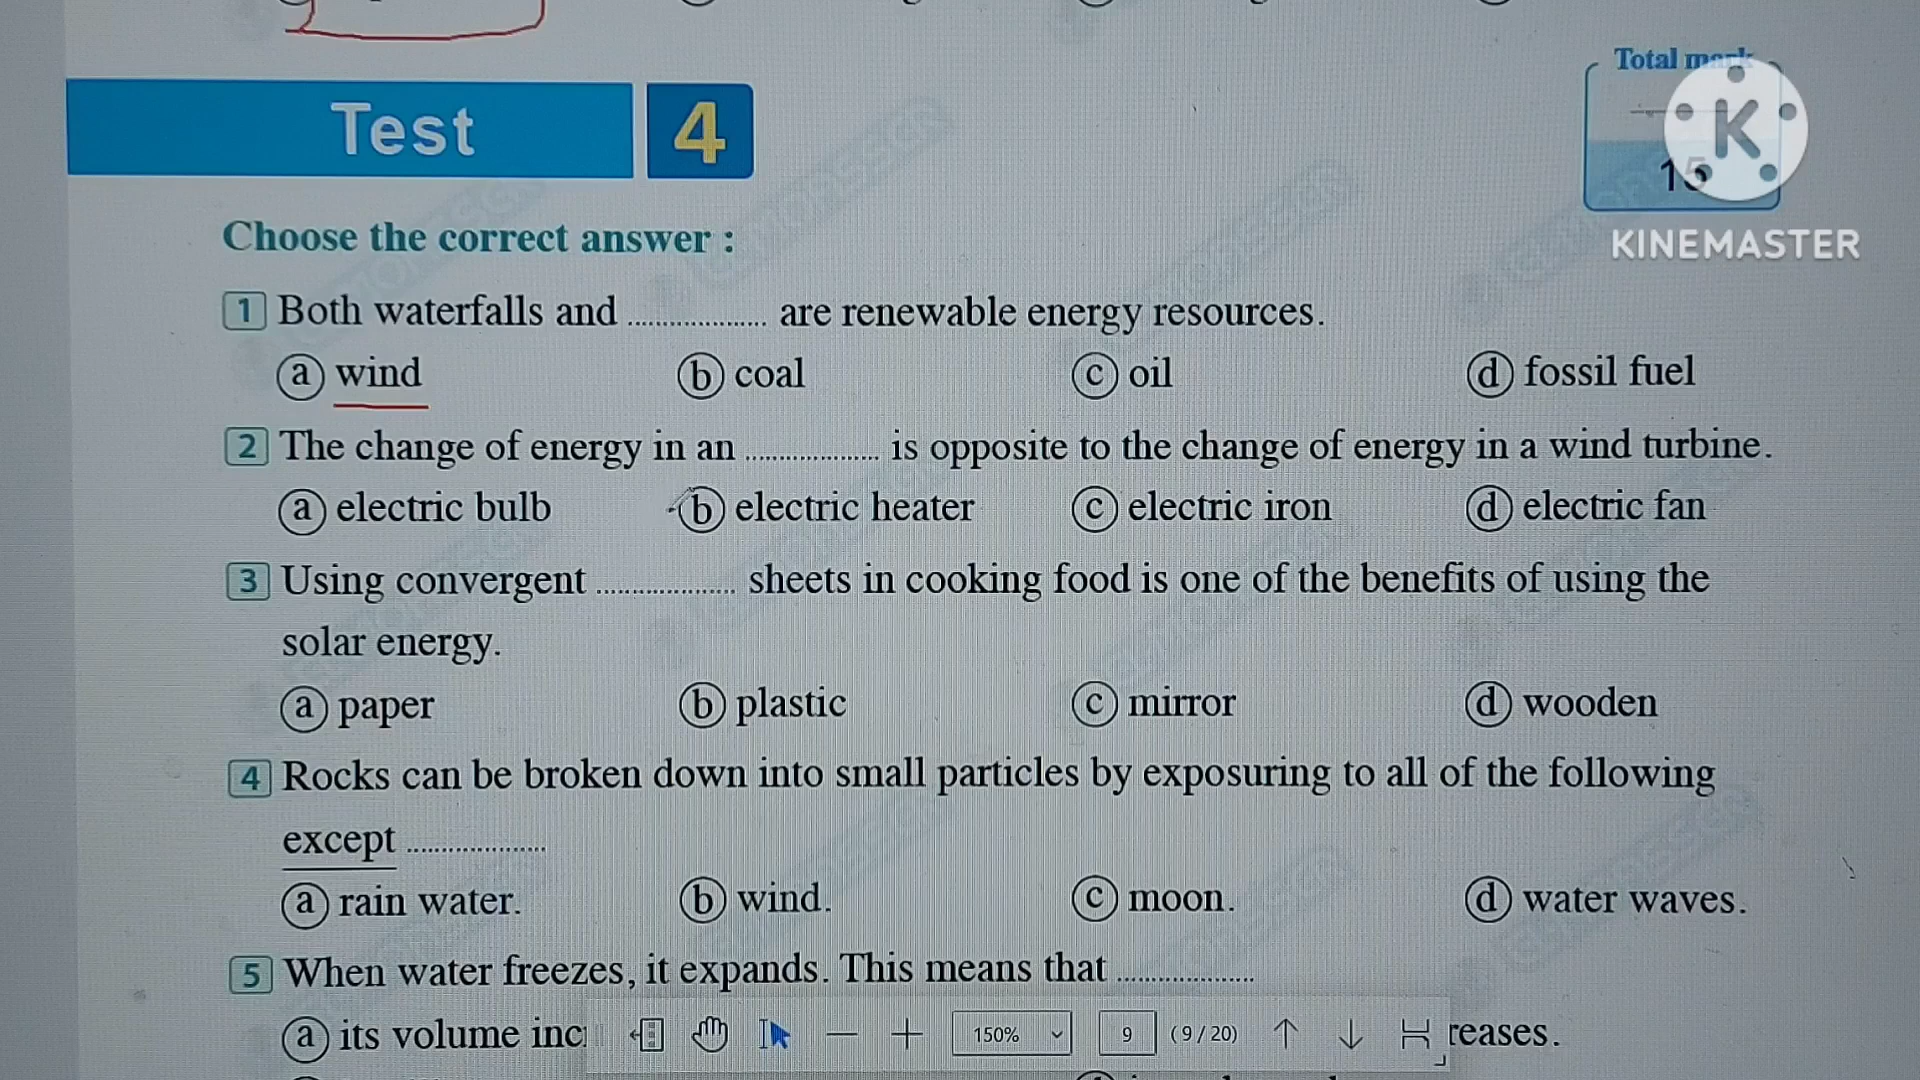 Total mark
15
KINEMASTER
Test 4
Choose the correct answer :
1 Both waterfalls and .................... are renewable energy resources.
a wind b coal c oil d fossil fuel
2 The change of energy in an .................... is opposite to the change of energy in a wind turbine.
a electric bulb b electric heater c electric iron d electric fan
3 Using convergent .................... sheets in cooking food is one of the benefits of using the
solar energy.
a paper b plastic c mirror d wooden
4 Rocks can be broken down into small particles by exposuring to all of the following
except ....................
a rain water. b wind. c moon. d water waves.
5 When water freezes, it expands. This means that ....................
a its volume
150% 9 (9 / 20)